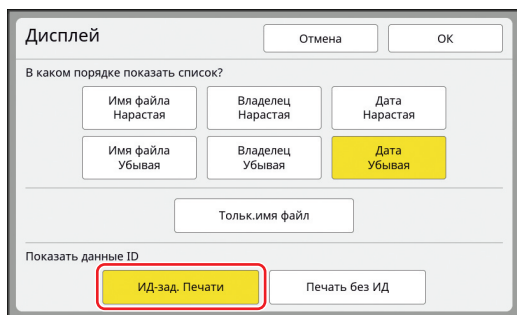 Дисплей
Отмена
ОК
В каком порядке показать список?
Имя файла
Нарастая
Владелец
Нарастая
Дата
Нарастая
Имя файла
Убывая
Владелец
Убывая
Дата
Убывая
Тольк.имя файл
Показать данные ID
ИД-зад. Печати
Печать без ИД